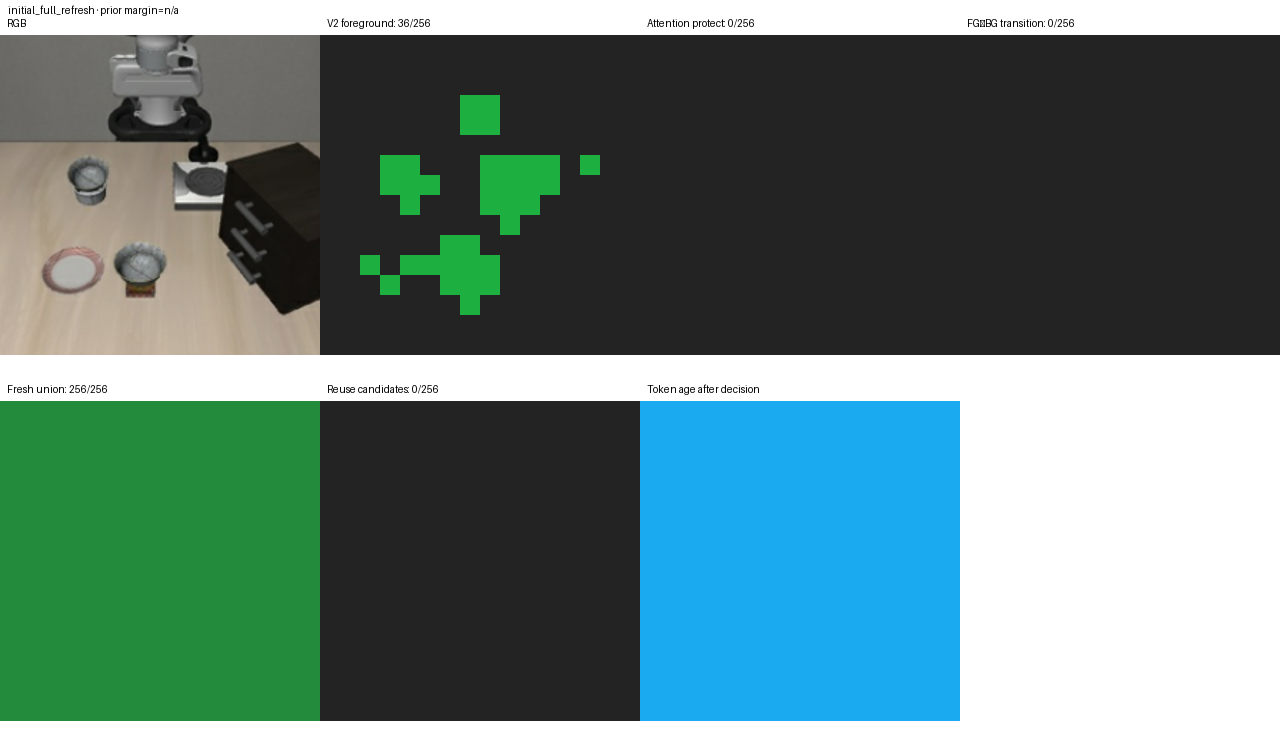 initial_full_refresh · prior margin=n/a
RGB
V2 foreground: 36/256
Attention protect: 0/256
transition: 0/256
Fresh union: 256/256
Reuse candidates: 0/256
Token age after decision